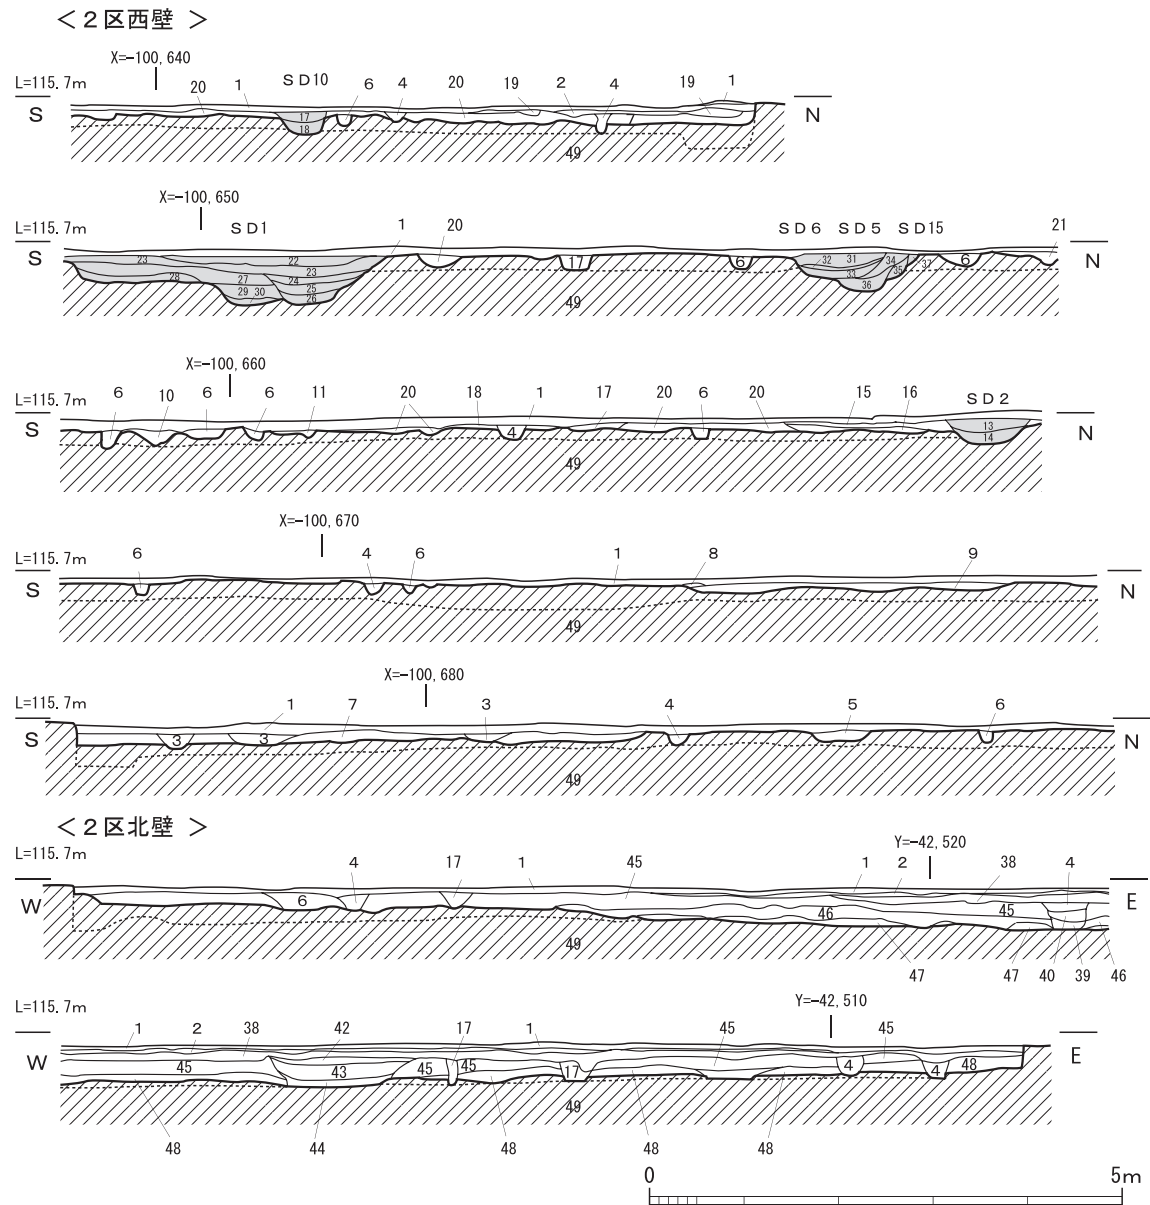 ＜２区西壁＞
X=-100,640
L=115.7m
20 1 SD10 6 4 20 19 2 4 19 1
S N
17
18
49
X=-100,650
L=115.7m
SD1 1 20 SD6 SD5 SD15 21
S N
23 22 17 6 32 31 34 37 6
23
28 27 24 33 35
29 30 25 36
26
49
X=-100,660
L=115.7m
6 10 6 6 11 20 18 1 17 20 6 20 15 16 SD2
S N
4 13
14
49
X=-100,670
L=115.7m
6 4 6 1 8 9
S N
49
X=-100,680
L=115.7m
1 7 3 4 5 6
S N
3 3
49
＜２区北壁＞
Y=-42,520
L=115.7m
4 17 1 45 1 2 38 4
W E
6 46 45
49
47 47 40 39 46
Y=-42,510
L=115.7m
1 2 38 42 17 1 45 45
W E
45 43 45 45 17 4 4 48
49
48 44 48 48 48
0 5m